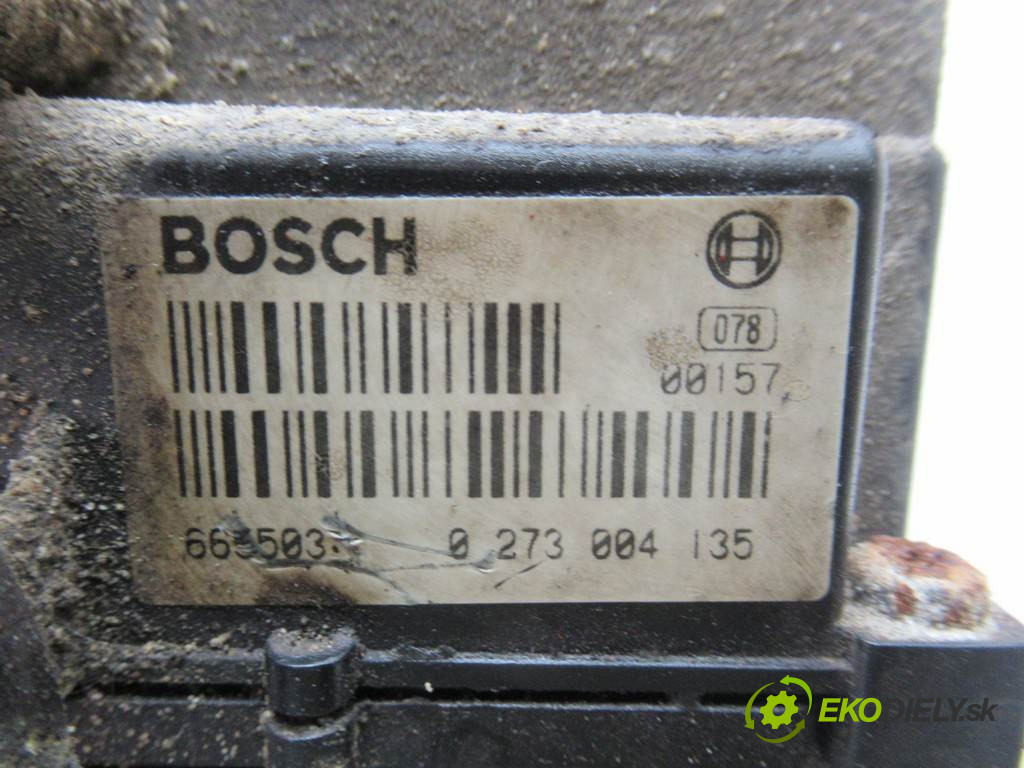 BOSCH
078
00157
0 273 004 135
EKODIELY.sk